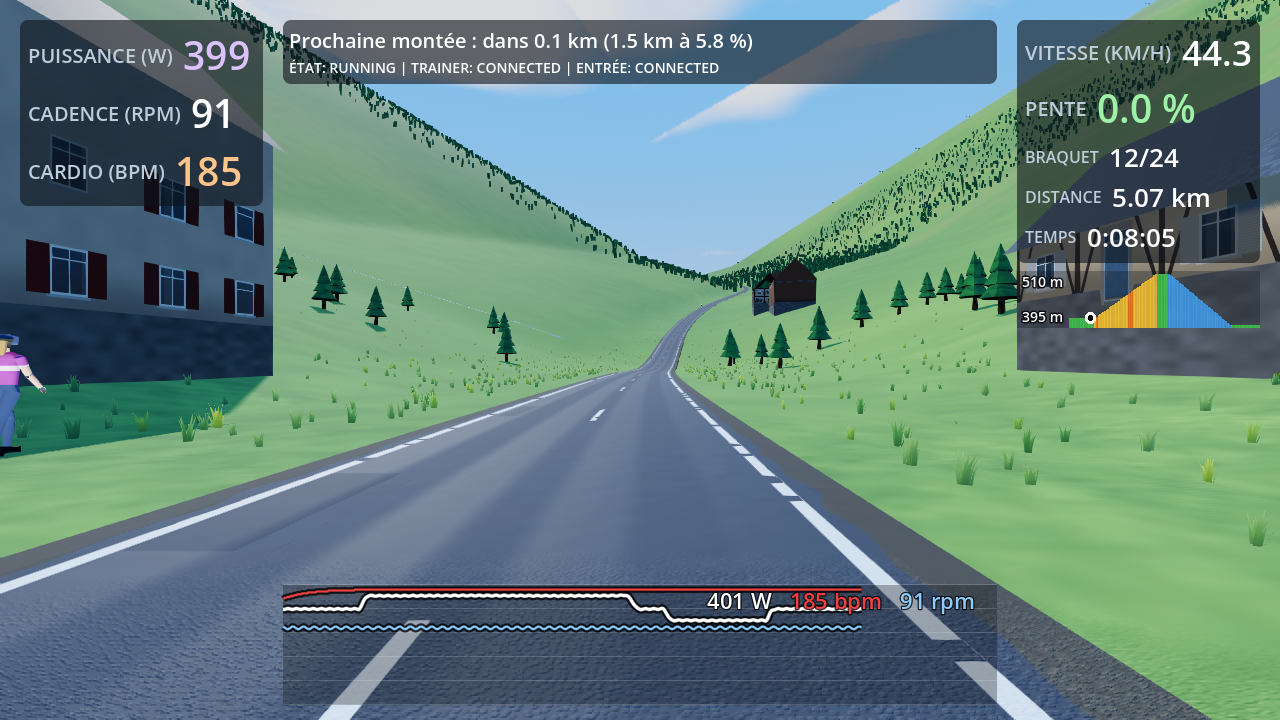 PUISSANCE (W) 399
CADENCE (RPM) 91
CARDIO (BPM) 185
Prochaine montée : dans 0.1 km (1.5 km à 5.8 %)
ÉTAT: RUNNING | TRAINER: CONNECTED | ENTRÉE: CONNECTED
VITESSE (KM/H) 44.3
PENTE 0.0 %
BRAQUET 12/24
DISTANCE 5.07 km
TEMPS 0:08:05
510 m
395 m
401 W 185 bpm 91 rpm